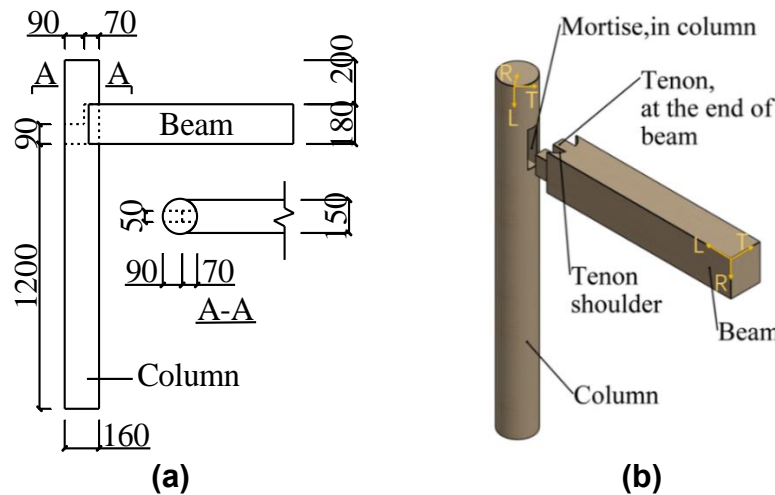 90 70
A A
200
Beam
180
90
50
150
1200
90 70
A-A
Column
160
(a)
Mortise,in column
R
T
L
Tenon,
at the end of
beam
L
T
R
Tenon
shoulder
Beam
Column
(b)